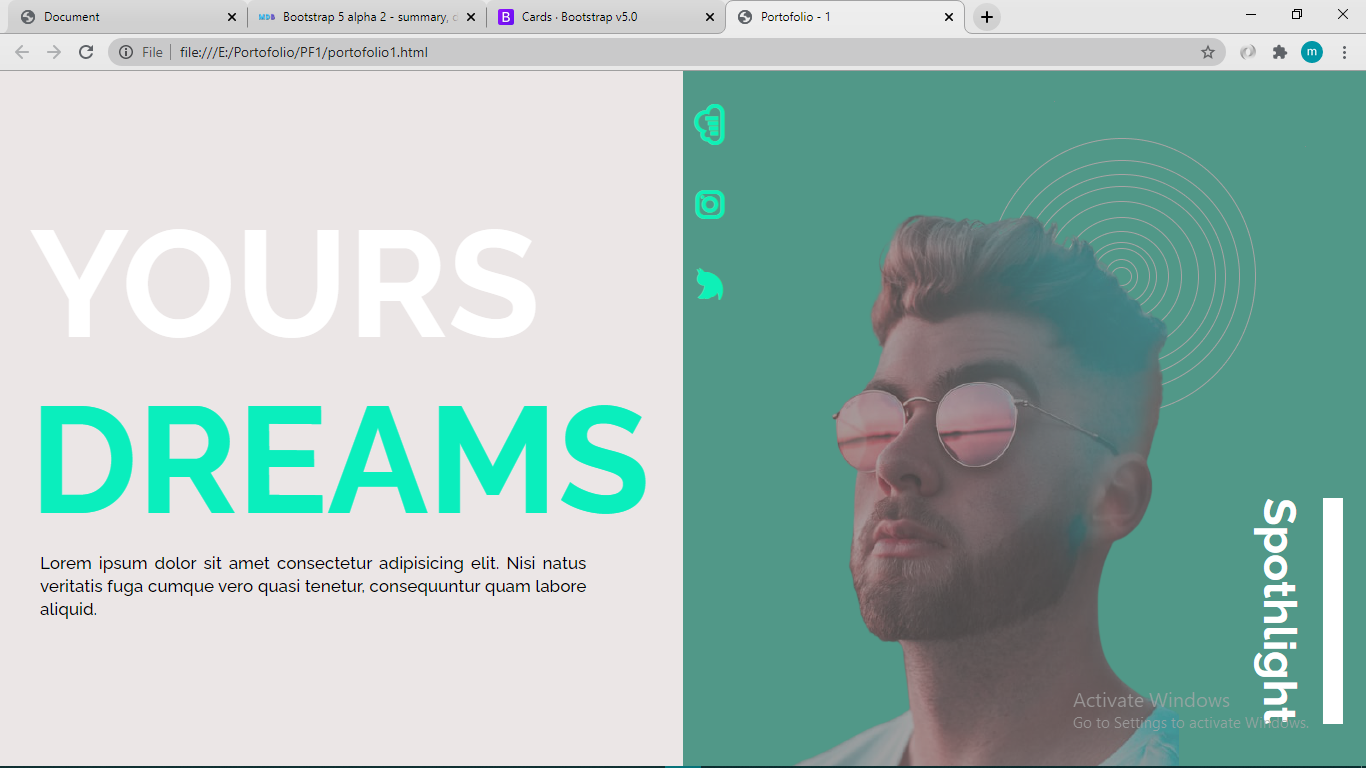 Document
Bootstrap 5 alpha 2 - summary, c
Cards · Bootstrap v5.0
Portofolio - 1
File
file:///E:/Portofolio/PF1/portofolio1.html
m
YOURS
DREAMS
Lorem ipsum dolor sit amet consectetur adipisicing elit. Nisi natus
veritatis fuga cumque vero quasi tenetur, consequuntur quam labore
aliquid.
Spothlight
Activate Windows
Go to Settings to activate Windows.